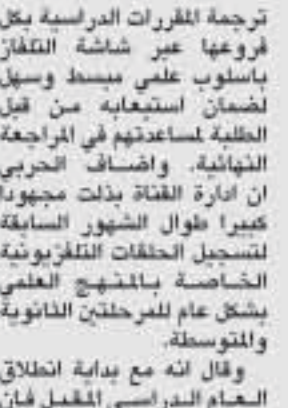 ترجمة المقررات الدراسية بكل
فروعها عبر شاشة التلفاز
باسلوب علمي مبسط وسهل
لضمان استيعابه من قبل
الطلبة لمساعدتهم في المراجعة
النهائية. واضاف الحربي
ان ادارة القناة بذلت مجهودا
كبيرا طوال الشهور السابقة
لتسجيل الحلقات التلفزيونية
الخاصة بالمنهج العلمي
بشكل عام للمرحلتين الثانوية
والمتوسطة.
وقال انه مع بداية انطلاق
العام الدراسي المقبل فان